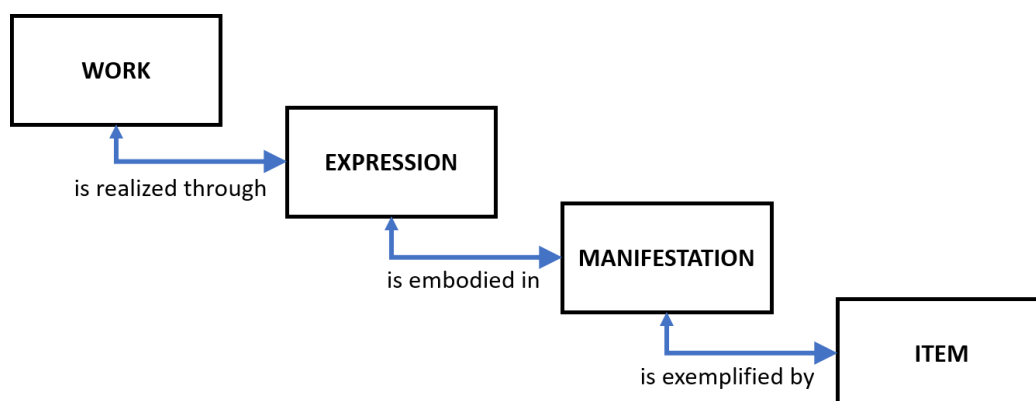 WORK
is realized through
EXPRESSION
is embodied in
MANIFESTATION
is exemplified by
ITEM